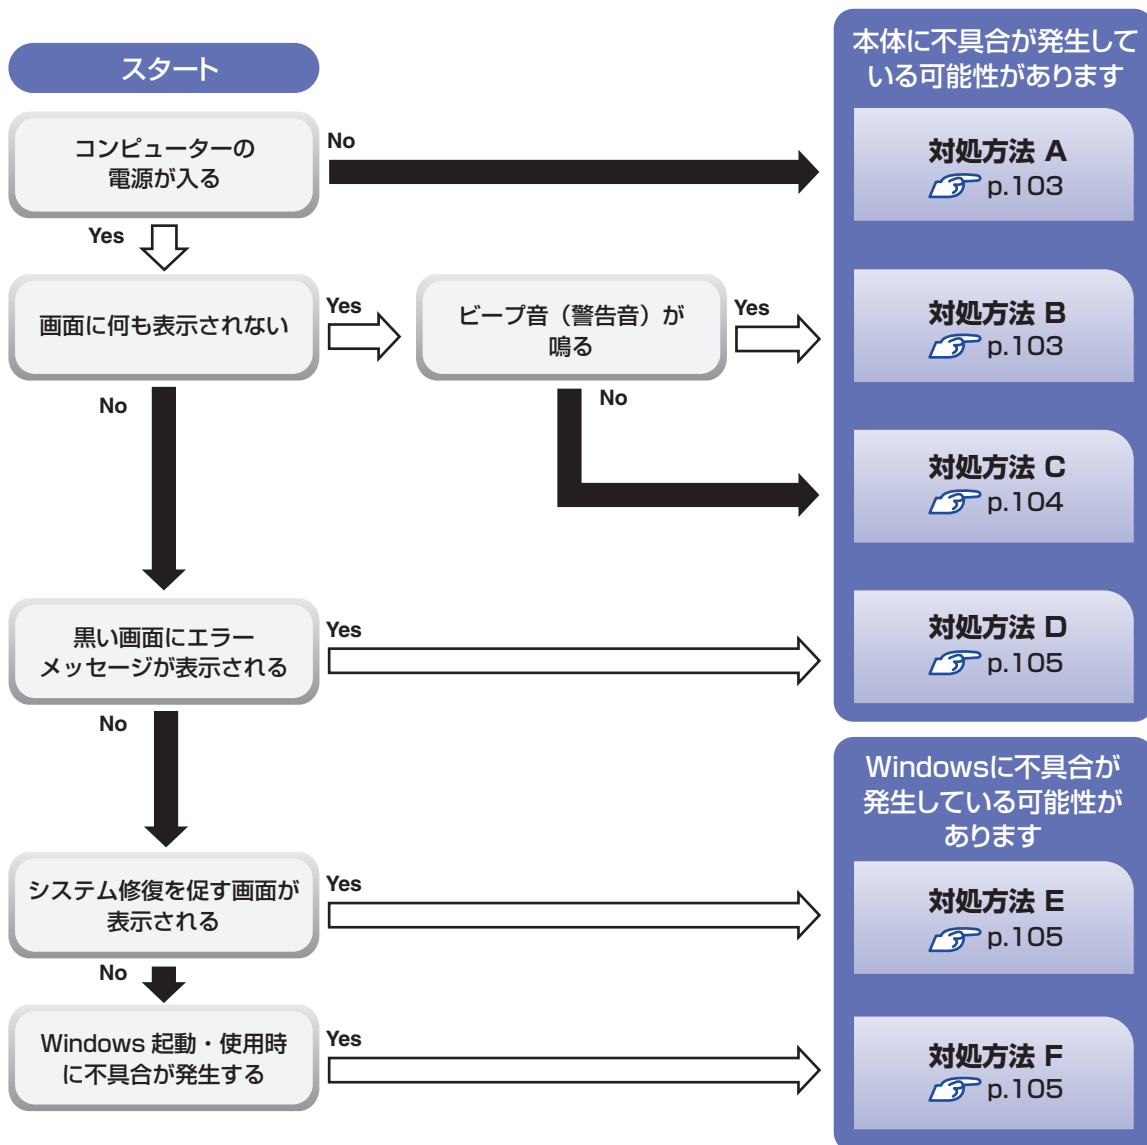 スタート
コンピューターの
電源が入る
No
Yes
画面に何も表示されない
Yes
ビープ音（警告音）が
鳴る
Yes
No
No
黒い画面にエラー
メッセージが表示される
Yes
No
システム修復を促す画面が
表示される
Yes
No
Windows 起動・使用時
に不具合が発生する
Yes
本体に不具合が発生して
いる可能性があります
対処方法 A
p.103
対処方法 B
p.103
対処方法 C
p.104
対処方法 D
p.105
Windowsに不具合が
発生している可能性が
あります
対処方法 E
p.105
対処方法 F
p.105